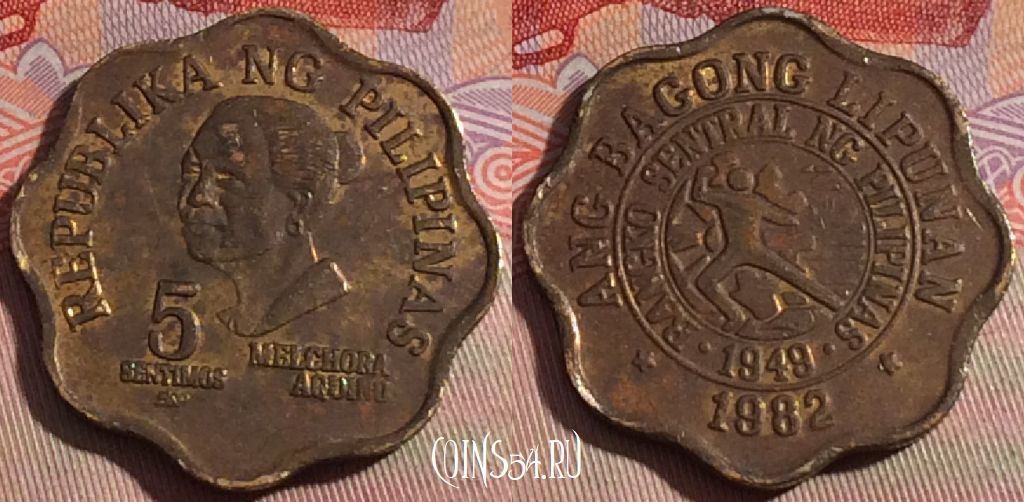 REPUBLIKA NG PILIPINAS
5
SENTIMOS
MELCHORA
AQUINO
ANG BAGONG LIPUNAN
BANGKO SENTRAL NG PILIPINAS
1949
1982
COINS54.RU